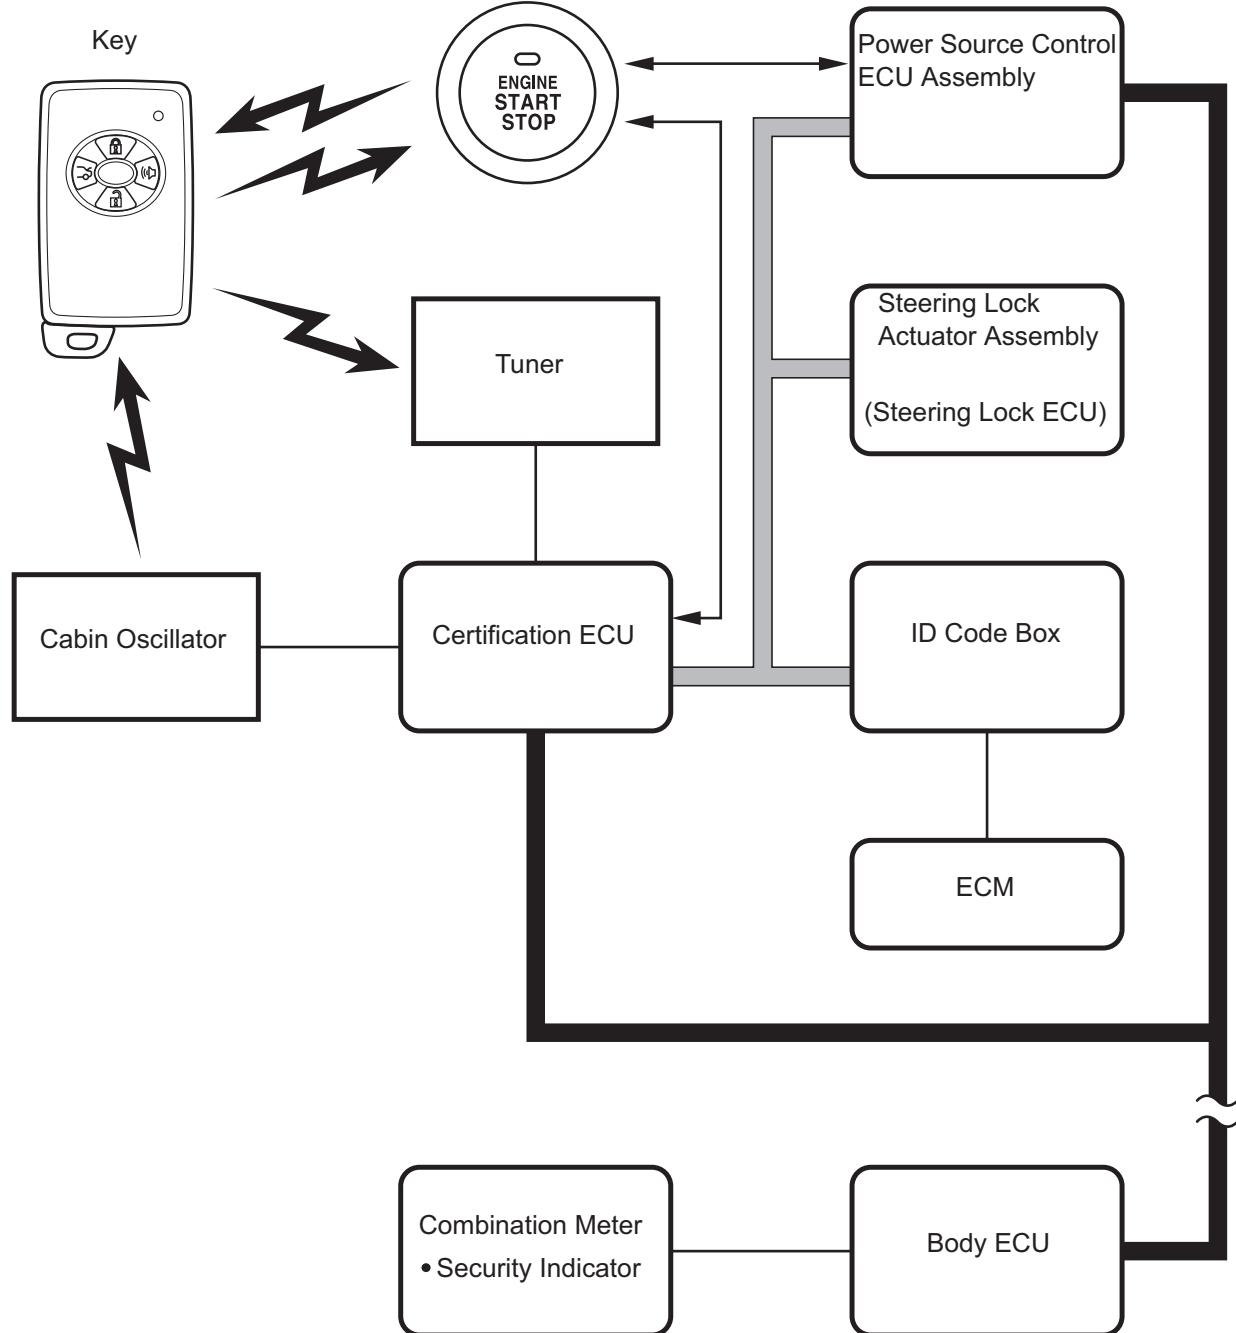 Key
ENGINE
START
STOP
Power Source Control
ECU Assembly
Steering Lock
Actuator Assembly
(Steering Lock ECU)
Tuner
Cabin Oscillator
Certification ECU
ID Code Box
ECM
Combination Meter
• Security Indicator
Body ECU